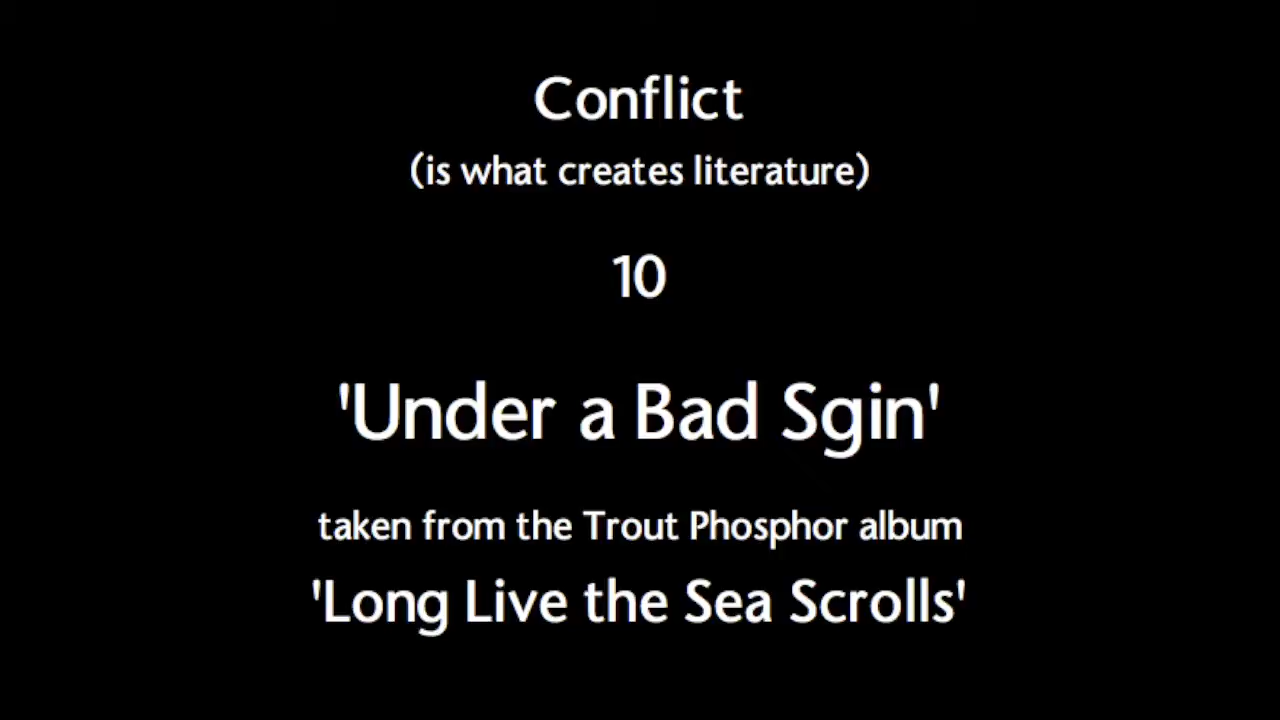 Conflict
(is what creates literature)
10
'Under a Bad Sgin'
taken from the Trout Phosphor album
'Long Live the Sea Scrolls'